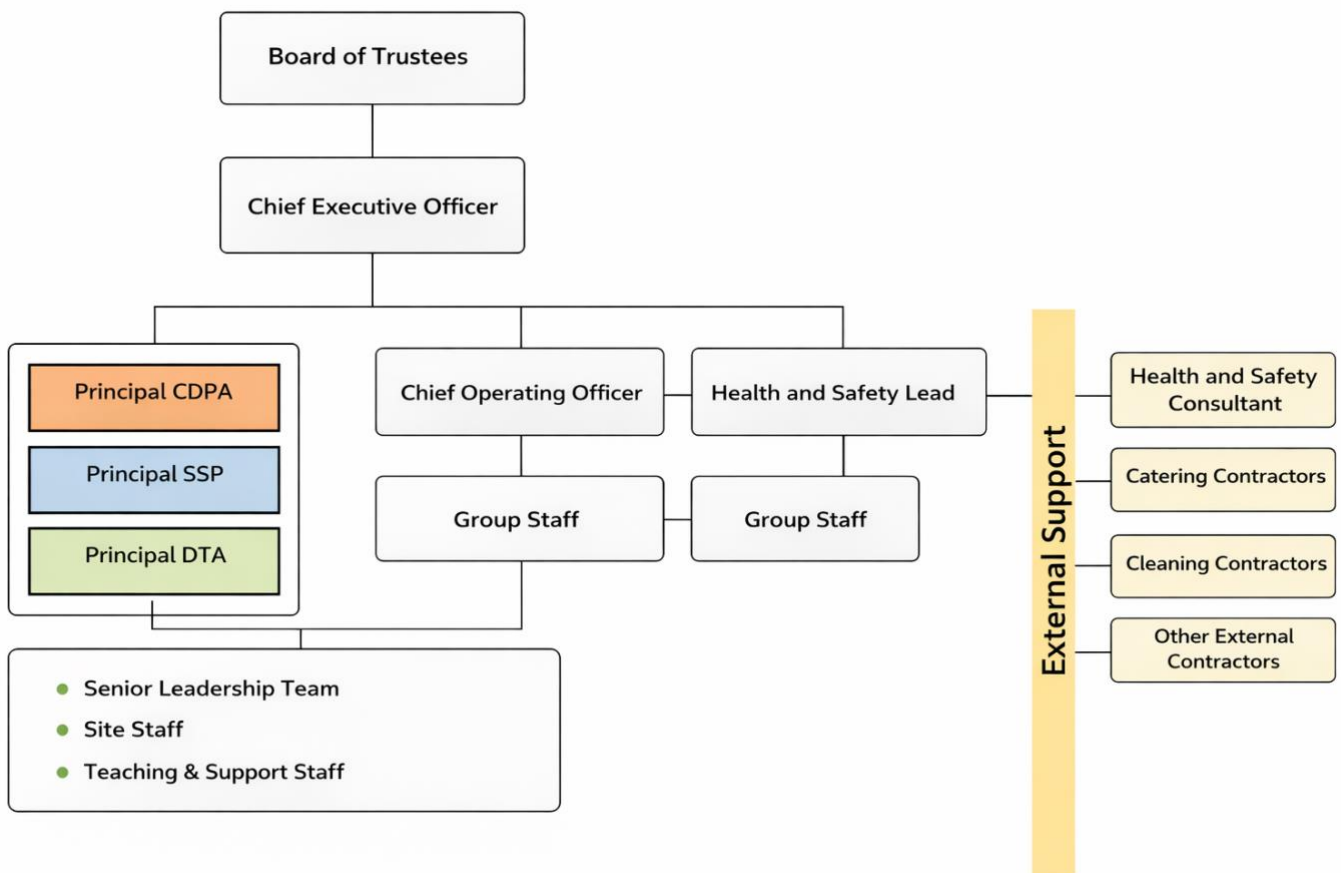 Board of Trustees
Chief Executive Officer
Principal CDPA
Principal SSP
Principal DTA
Chief Operating Officer
Health and Safety Lead
Group Staff
Group Staff
Senior Leadership Team
Site Staff
Teaching & Support Staff
External Support
Health and Safety
Consultant
Catering Contractors
Cleaning Contractors
Other External
Contractors